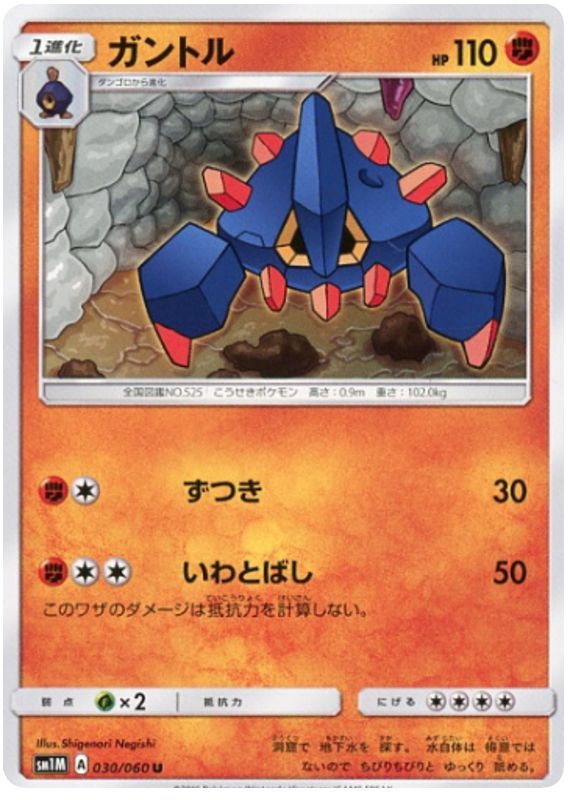 1進化 ガントル HP 110
ダンゴロから進化
全国図鑑NO.525 こうせきポケモン 高さ:0.9m 重さ:102.0kg
ずつき 30
いわとばし 50
このワザのダメージは抵抗力を計算しない。
弱点 ×2 抵抗力 にげる
Illus. Shigenori Negishi
洞窟で 地下水を 探す。 水自体は 得意では
ないので ちびりちびりと ゆっくり 舐める。
SM1M A 030/060 U